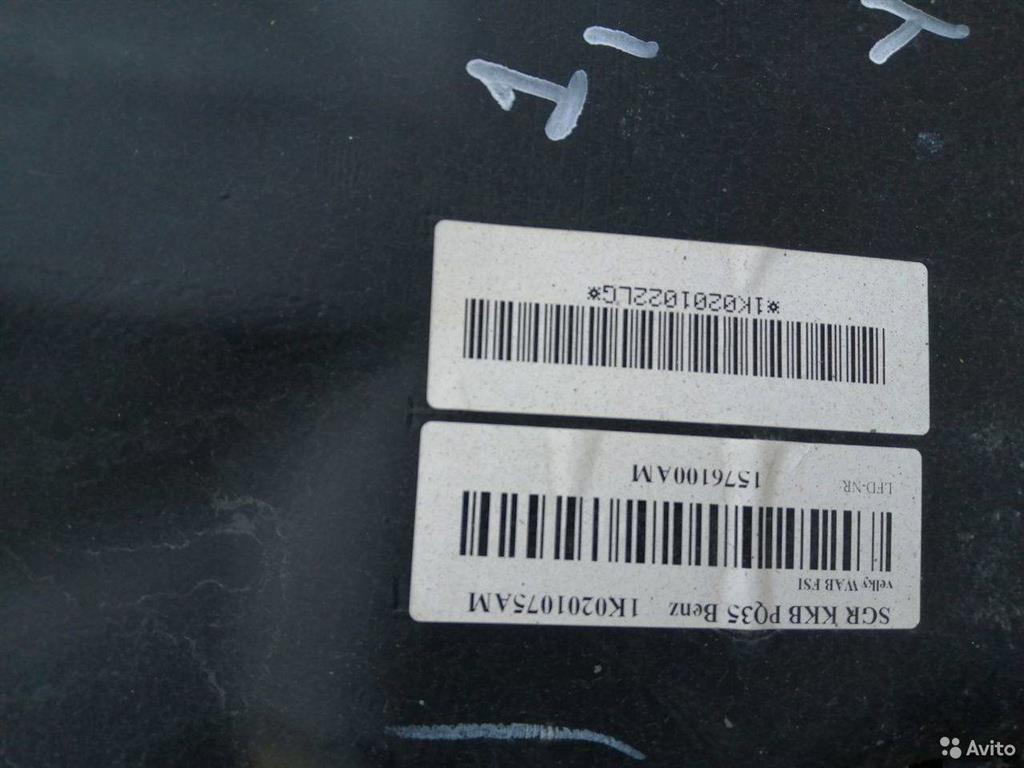 SGR KKB PQ35 Benz 1K0201075AM
velky WAB FSI
LFD-NR 1576100AM
*1K0201022LG*
Avito